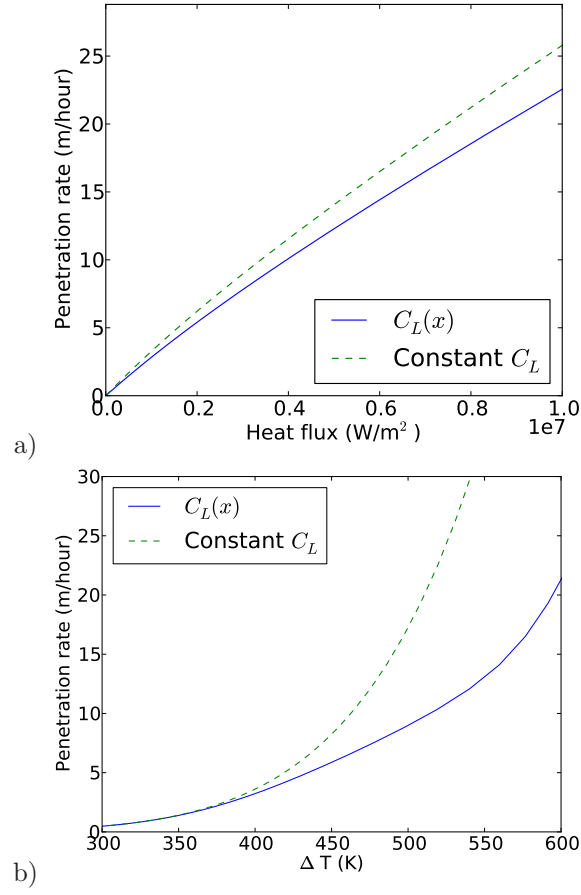 25
20
15
10
5
0
Penetration rate (m/hour)
C_L(x)
Constant C_L
0.0 0.2 0.4 0.6 0.8 1.0
1e7
Heat flux (W/m² )
a)
30
25
20
15
10
5
0
Penetration rate (m/hour)
C_L(x)
Constant C_L
300 350 400 450 500 550 600
Δ T (K)
b)